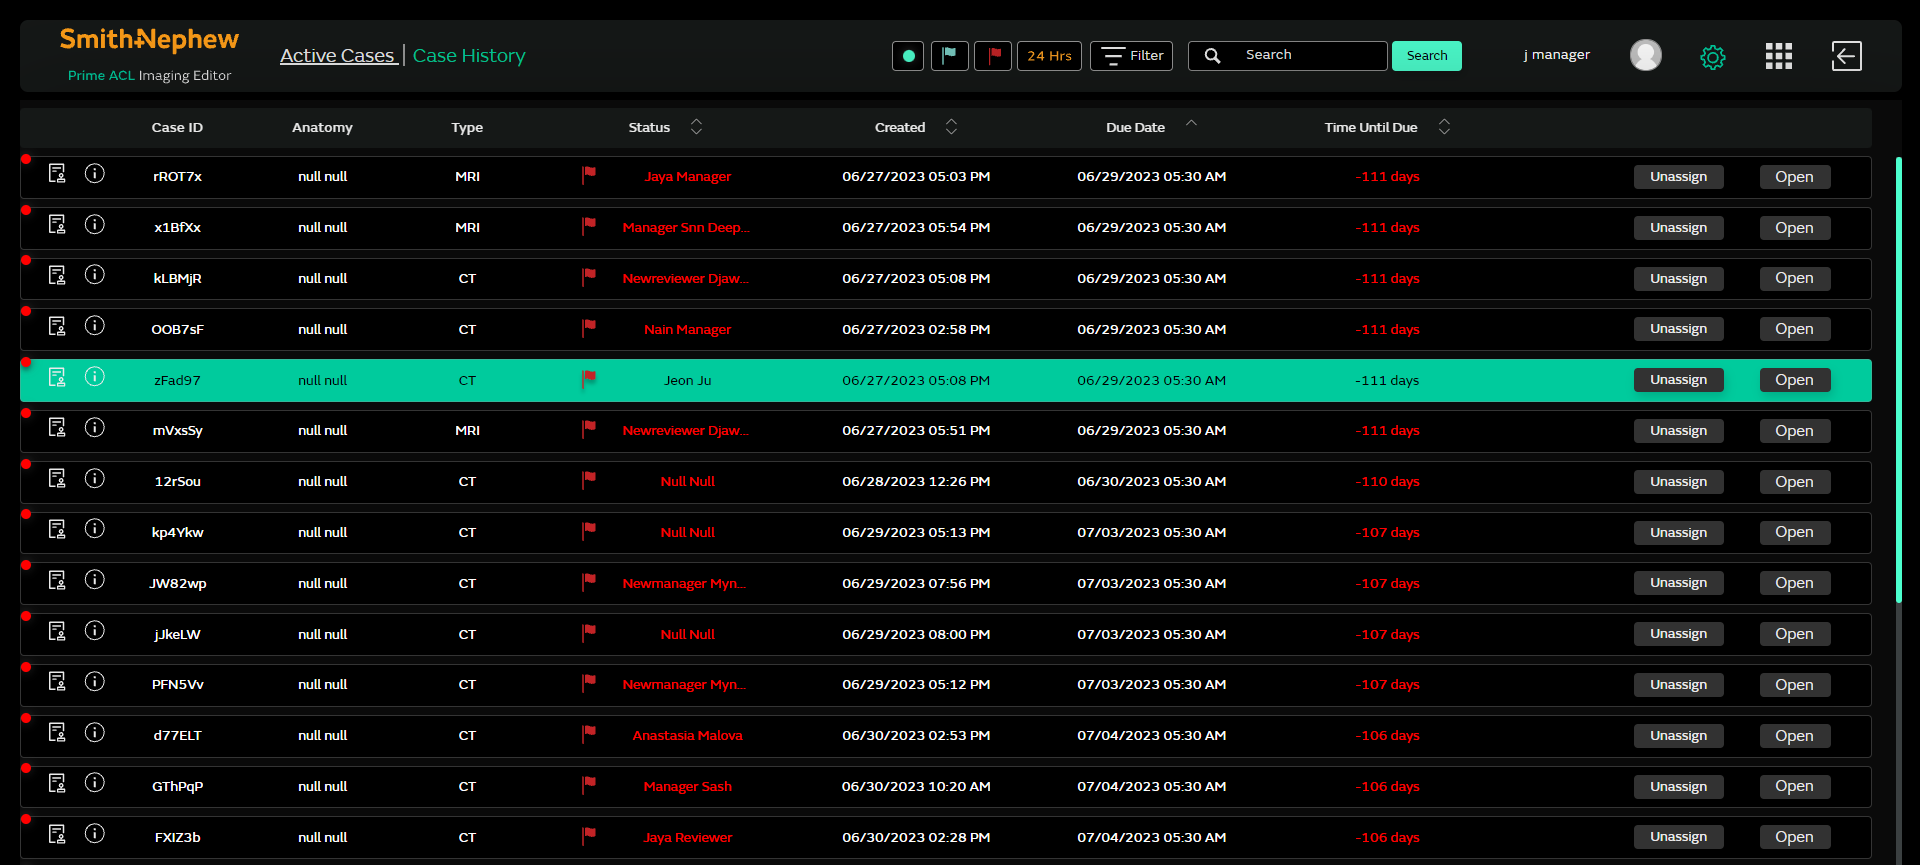 Smith+Nephew
Prime ACL Imaging Editor
Active Cases | Case History
24 Hrs Filter Search Search j manager
Case ID Anatomy Type Status Created Due Date Time Until Due
rROT7x null null MRI Jaya Manager 06/27/2023 05:03 PM 06/29/2023 05:30 AM -111 days Unassign Open
x1BfXx null null MRI Manager Snn Deep... 06/27/2023 05:54 PM 06/29/2023 05:30 AM -111 days Unassign Open
kLBMjR null null CT Newreviewer Djaw... 06/27/2023 05:08 PM 06/29/2023 05:30 AM -111 days Unassign Open
OOB7sF null null CT Nain Manager 06/27/2023 02:58 PM 06/29/2023 05:30 AM -111 days Unassign Open
zFad97 null null CT Jeon Ju 06/27/2023 05:08 PM 06/29/2023 05:30 AM -111 days Unassign Open
mVxsSy null null MRI Newreviewer Djaw... 06/27/2023 05:51 PM 06/29/2023 05:30 AM -111 days Unassign Open
12rSou null null CT Null Null 06/28/2023 12:26 PM 06/30/2023 05:30 AM -110 days Unassign Open
kp4Ykw null null CT Null Null 06/29/2023 05:13 PM 07/03/2023 05:30 AM -107 days Unassign Open
JW82wp null null CT Newmanager Myn... 06/29/2023 07:56 PM 07/03/2023 05:30 AM -107 days Unassign Open
jJkeLW null null CT Null Null 06/29/2023 08:00 PM 07/03/2023 05:30 AM -107 days Unassign Open
PFN5Vv null null CT Newmanager Myn... 06/29/2023 05:12 PM 07/03/2023 05:30 AM -107 days Unassign Open
d77ELT null null CT Anastasia Malova 06/30/2023 02:53 PM 07/04/2023 05:30 AM -106 days Unassign Open
GThPqP null null CT Manager Sash 06/30/2023 10:20 AM 07/04/2023 05:30 AM -106 days Unassign Open
FXIZ3b null null CT Jaya Reviewer 06/30/2023 02:28 PM 07/04/2023 05:30 AM -106 days Unassign Open